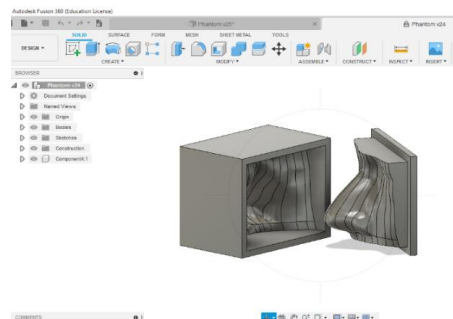 Autodesk Fusion 360 (Education License)
Phantom v25*
Phantom v24
SOLID SURFACE FORM MESH SHEET METAL TOOLS
DESIGN
CREATE MODIFY ASSEMBLE CONSTRUCT INSPECT INSERT
BROWSER
Phantom v24
Document Settings
Named Views
Origin
Bodies
Sketches
Construction
Component4:1
COMMENTS